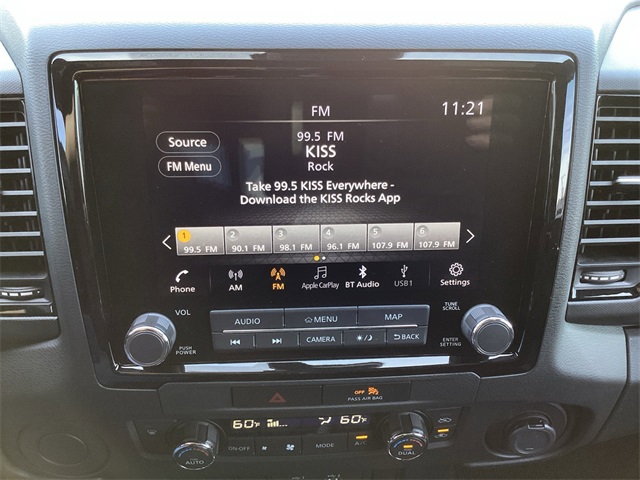 FM
11:21
Source
99.5 FM
KISS
FM Menu
Rock
Take 99.5 KISS Everywhere -
Download the KISS Rocks App
1 2 3 4 5 6
99.5 FM 90.1 FM 98.1 FM 96.1 FM 107.9 FM 107.9 FM
Phone AM FM Apple CarPlay BT Audio USB1 Settings
VOL
AUDIO MENU MAP
TUNE
SCROLL
CAMERA BACK
PUSH
POWER
ENTER
SETTING
OFF
PASS AIR BAG
60°F 60°F
ON·OFF MODE A/C
AUTO DUAL